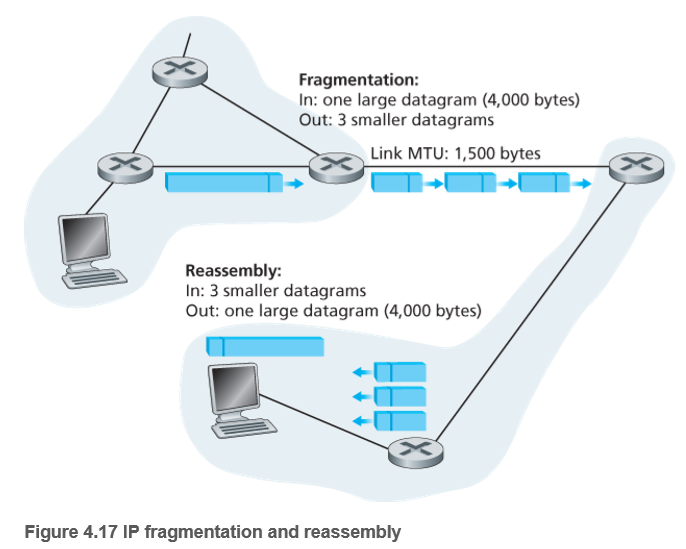 Fragmentation:
In: one large datagram (4,000 bytes)
Out: 3 smaller datagrams
Link MTU: 1,500 bytes
Reassembly:
In: 3 smaller datagrams
Out: one large datagram (4,000 bytes)
Figure 4.17 IP fragmentation and reassembly